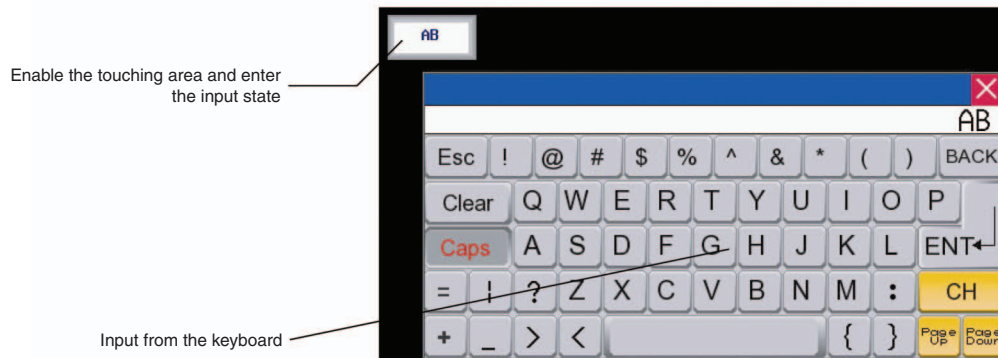 AB
Enable the touching area and enter
the input state
AB
Esc ! @ # $ % ^ & * ( ) BACK
Clear Q W E R T Y U I O P
Caps A S D F G H J K L ENT
= ¦ ? Z X C V B N M : CH
Input from the keyboard
+ _ > < { } Page Up Page Down